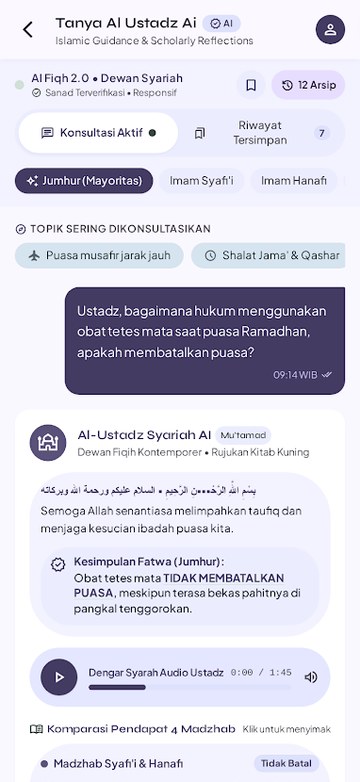 Tanya Al Ustadz Ai AI
Islamic Guidance & Scholarly Reflections
Al Fiqh 2.0 • Dewan Syariah
Sanad Terverifikasi • Responsif
12 Arsip
Konsultasi Aktif
Riwayat
Tersimpan
7
Jumhur (Mayoritas)
Imam Syafi'i
Imam Hanafi
TOPIK SERING DIKONSULTASIKAN
Puasa musafir jarak jauh
Shalat Jama' & Qashar
Ustadz, bagaimana hukum menggunakan
obat tetes mata saat puasa Ramadhan,
apakah membatalkan puasa?
09:14 WIB
Al-Ustadz Syariah AI Mu'tamad
Dewan Fiqih Kontemporer • Rujukan Kitab Kuning
الرَّحِيم • السلام عليكم ورحمة الله وبركاته
Semoga Allah senantiasa melimpahkan taufiq dan
menjaga kesucian ibadah puasa kita.
Kesimpulan Fatwa (Jumhur):
Obat tetes mata TIDAK MEMBATALKAN
PUASA, meskipun terasa bekas pahitnya di
pangkal tenggorokan.
Dengar Syarah Audio Ustadz 0:00 / 1:45
Komparasi Pendapat 4 Madzhab Klik untuk menyimak
Madzhab Syafi'i & Hanafi Tidak Batal